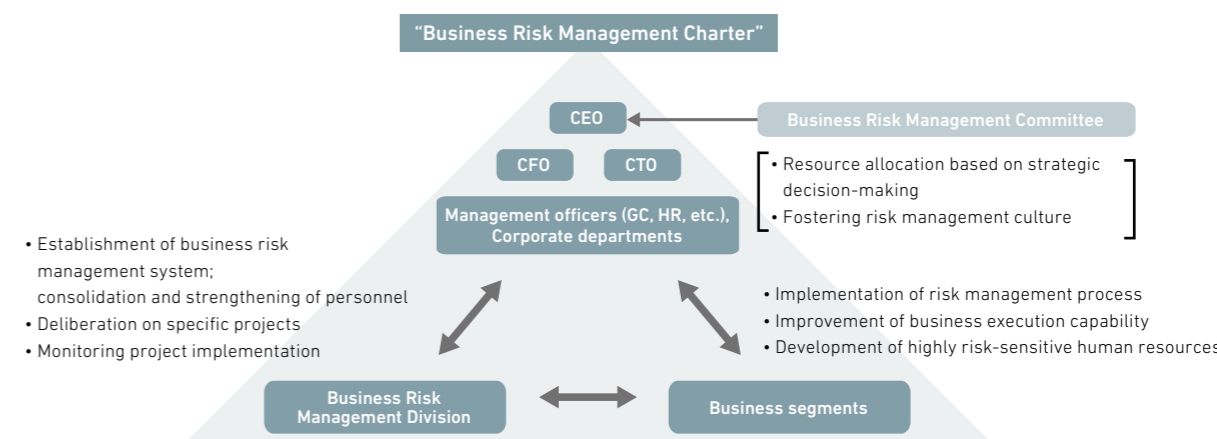 “Business Risk Management Charter”
CEO
Business Risk Management Committee
CFO
CTO
• Resource allocation based on strategic
decision-making
• Fostering risk management culture
Management officers (GC, HR, etc.),
Corporate departments
• Establishment of business risk
management system;
consolidation and strengthening of personnel
• Deliberation on specific projects
• Monitoring project implementation
• Implementation of risk management process
• Improvement of business execution capability
• Development of highly risk-sensitive human resources
Business Risk
Management Division
Business segments